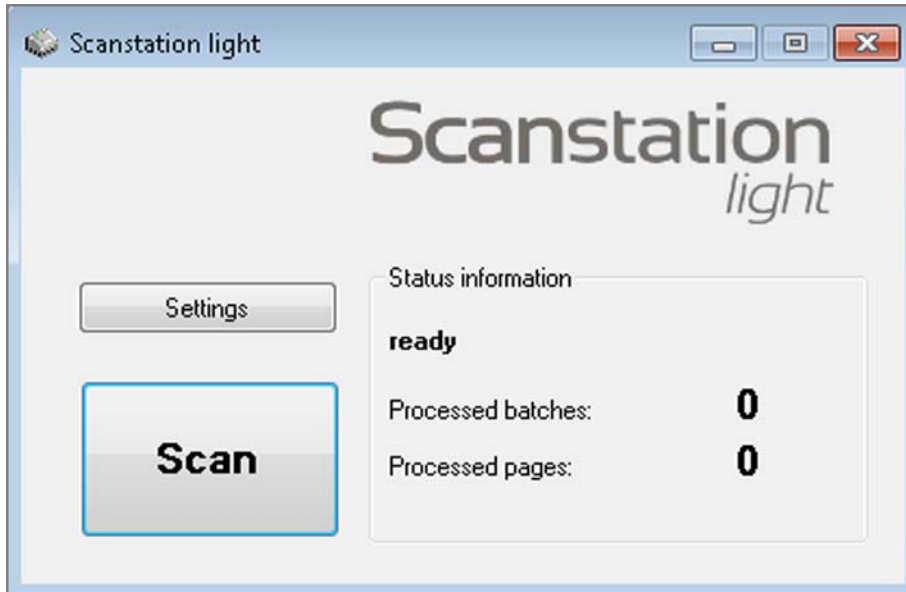 Scanstation light
Scanstation
light
Settings
Scan
Status information
ready
Processed batches: 0
Processed pages: 0